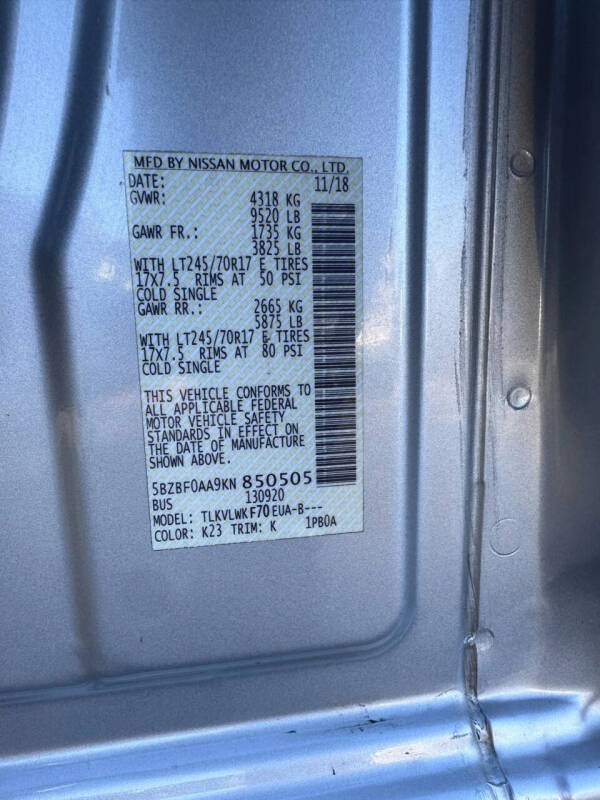 MFD BY NISSAN MOTOR CO., LTD.
DATE: 11/18
GVWR: 4318 KG
9520 LB
GAWR FR.: 1735 KG
3825 LB
WITH LT245/70R17 E TIRES
17X7.5 RIMS AT 50 PSI
COLD SINGLE
GAWR RR.: 2665 KG
5875 LB
WITH LT245/70R17 E TIRES
17X7.5 RIMS AT 80 PSI
COLD SINGLE
THIS VEHICLE CONFORMS TO
ALL APPLICABLE FEDERAL
MOTOR VEHICLE SAFETY
STANDARDS IN EFFECT ON
THE DATE OF MANUFACTURE
SHOWN ABOVE.
5BZBF0AA9KN 850505
BUS 130920
MODEL: TLKVLWK F70 EUA-B---
COLOR: K23 TRIM: K 1PB0A